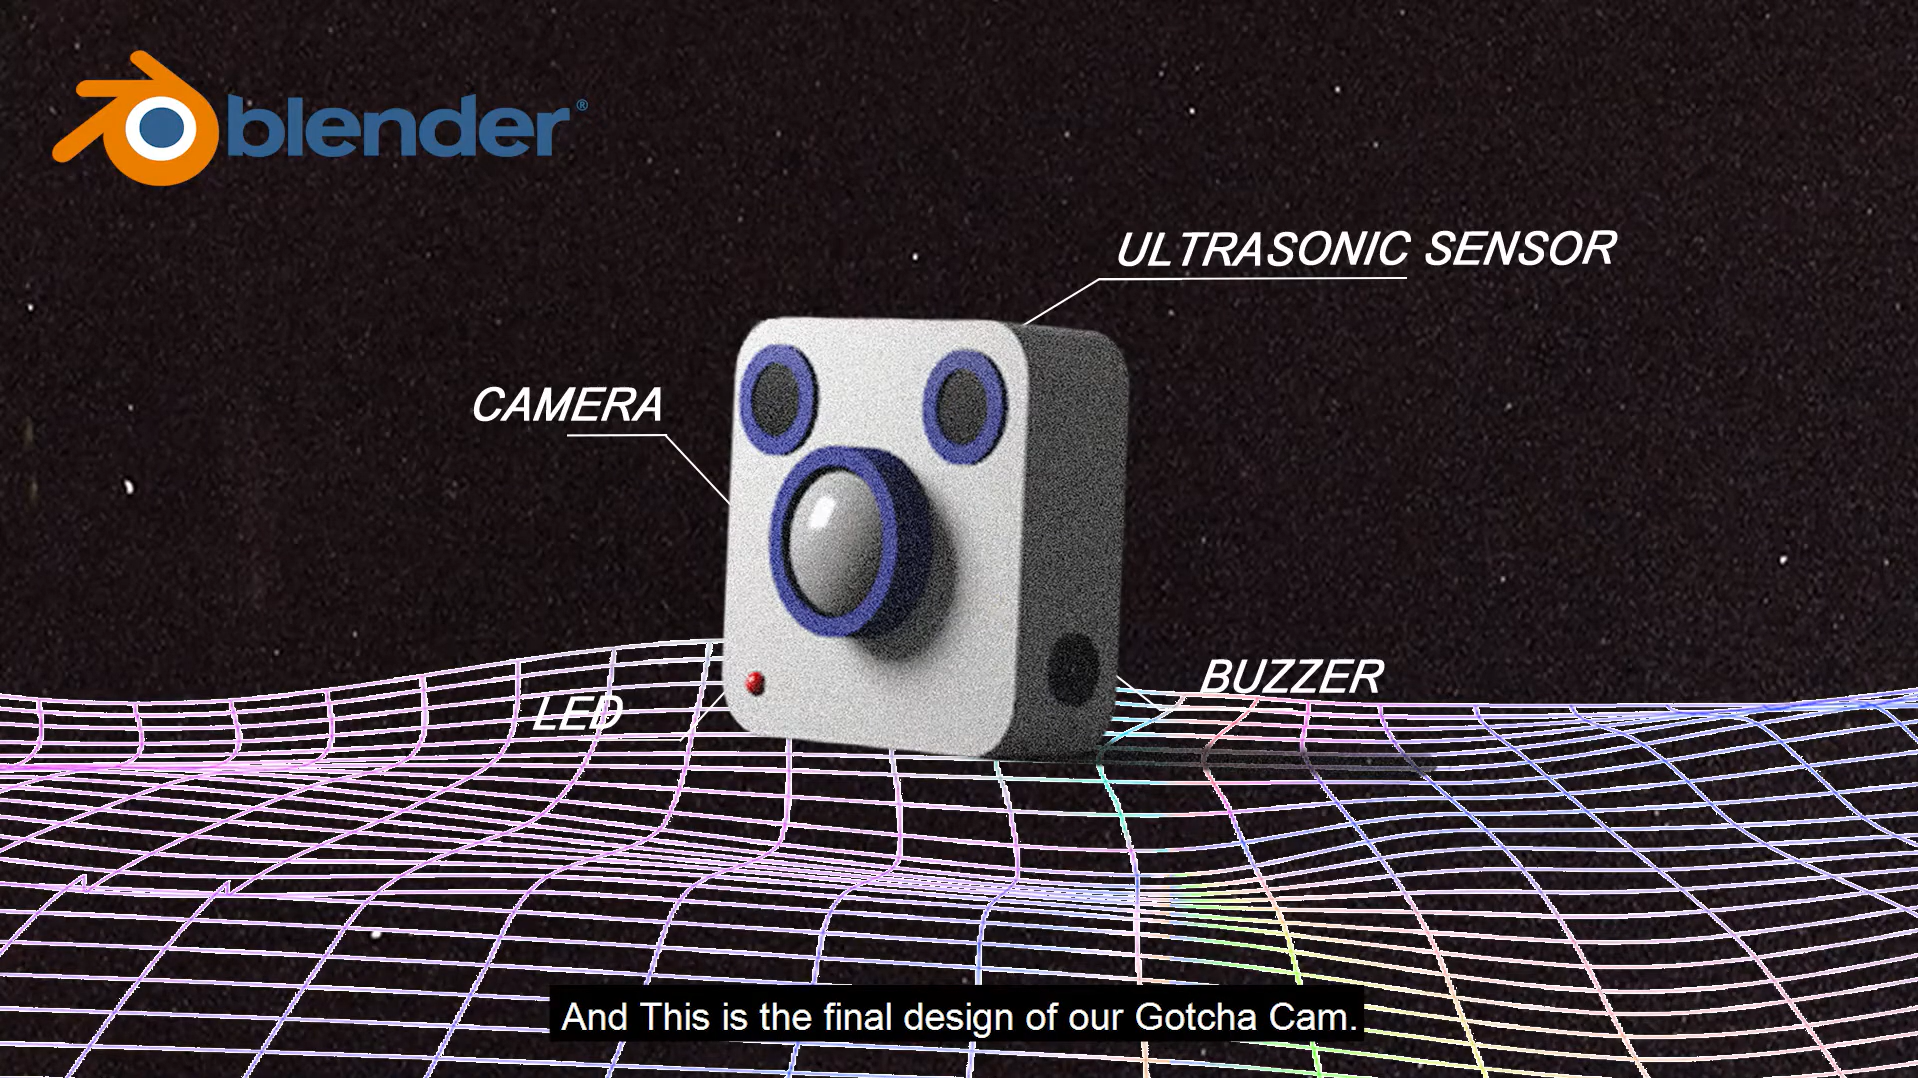 blender®
ULTRASONIC SENSOR
CAMERA
BUZZER
LED
And This is the final design of our Gotcha Cam.